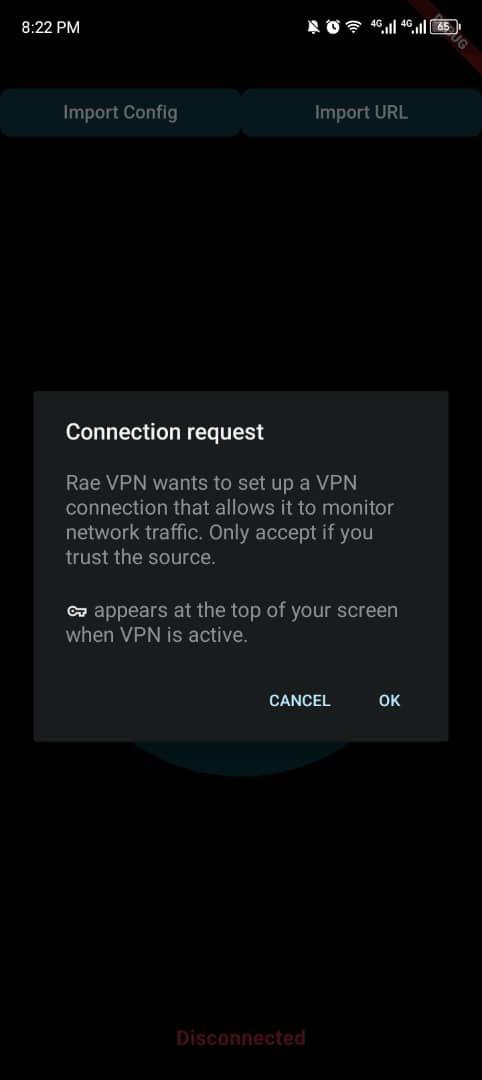 8:22 PM 4G 4G 65
DEBUG
Import Config Import URL
Connection request
Rae VPN wants to set up a VPN
connection that allows it to monitor
network traffic. Only accept if you
trust the source.
appears at the top of your screen
when VPN is active.
CANCEL OK
Disconnected